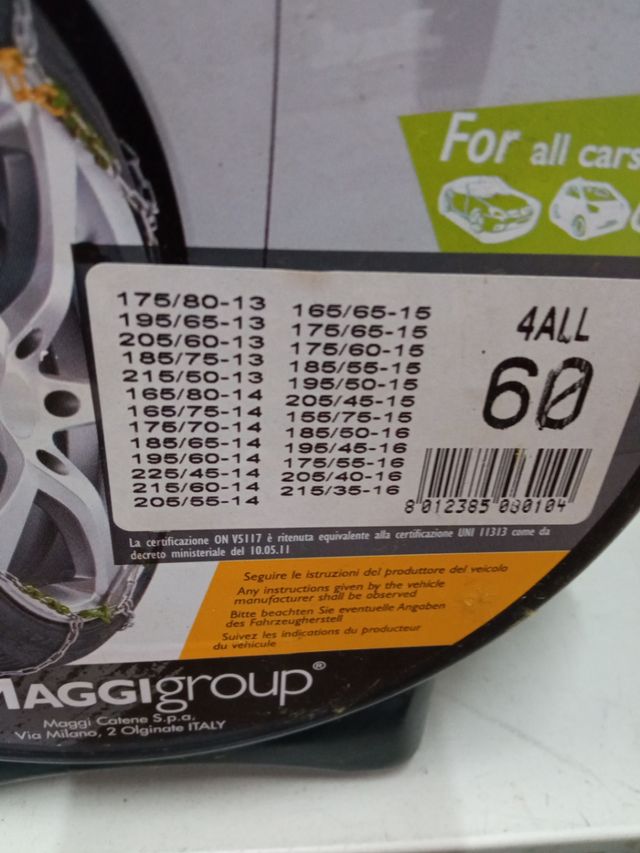 For all cars
175/80-13
195/65-13
205/60-13
185/75-13
215/50-13
165/80-14
165/75-14
175/70-14
185/65-14
195/60-14
225/45-14
215/60-14
205/55-14
165/65-15
175/65-15
175/60-15
185/55-15
195/50-15
205/45-15
155/75-15
185/50-16
195/45-16
175/55-16
205/40-16
215/35-16
4ALL
60
8 012385 080104
La certificazione ON V5117 è ritenuta equivalente alla certificazione UNI 11313 come da
decreto ministeriale del 10.05.11
Seguire le istruzioni del produttore del veicolo
Any instructions given by the vehicle
manufacturer shall be observed
Bitte beachten Sie eventuelle Angaben
des Fahrzeugherstell
Suivez les indications du producteur
du véhicule
MAGGIgroup®
Maggi Catene S.p.a.
Via Milano, 2 Olginate ITALY